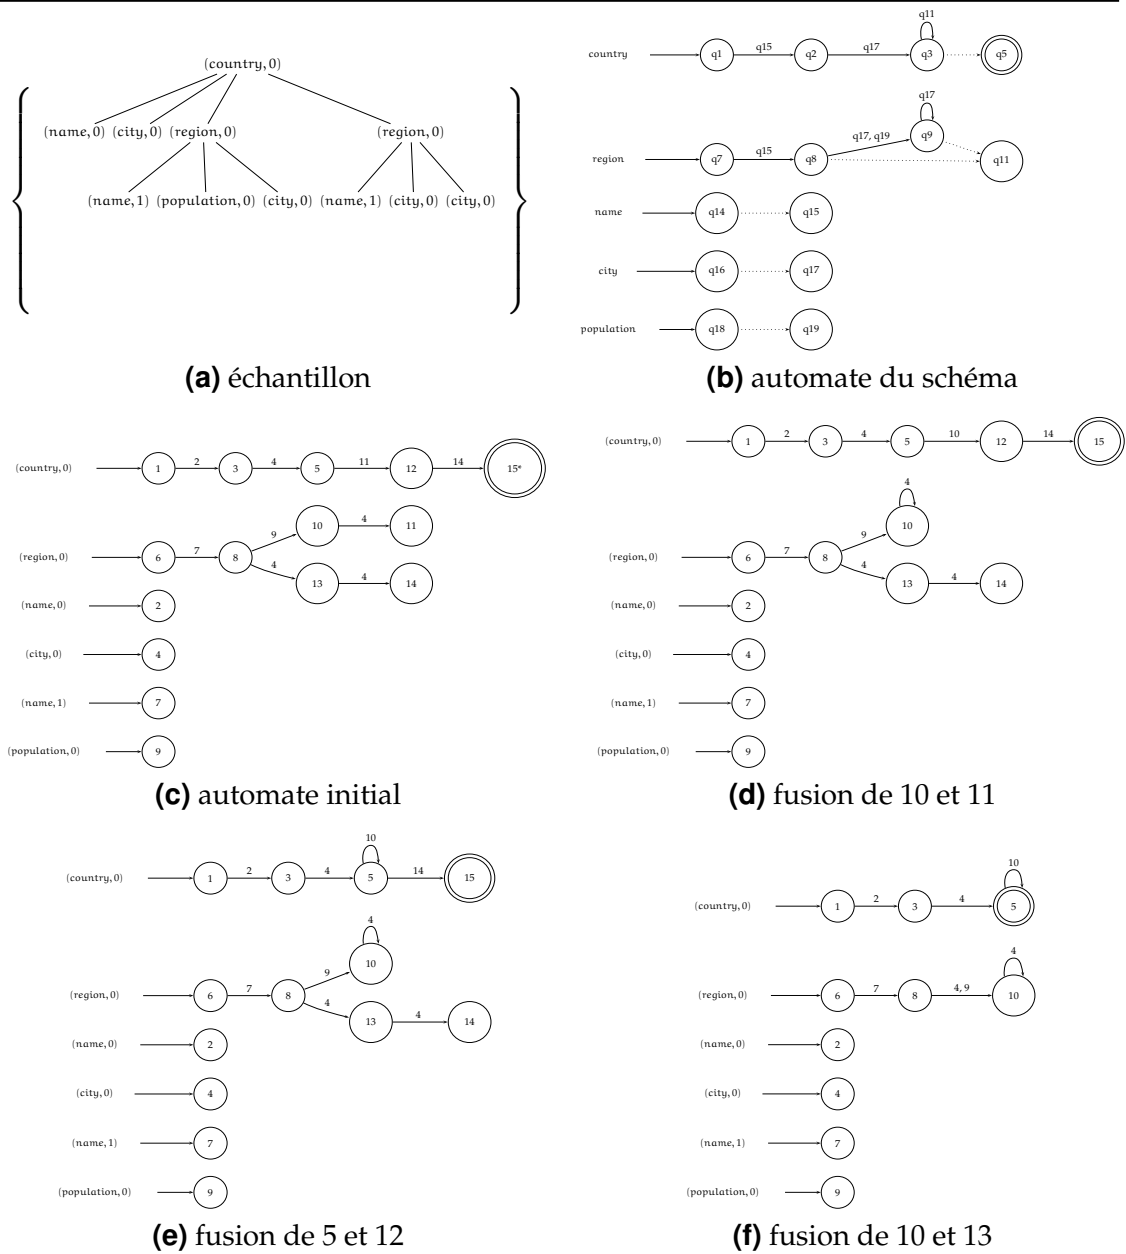 (country, 0)
(name, 0) (city, 0) (region, 0) (region, 0)
(name, 1) (population, 0) (city, 0) (name, 1) (city, 0) (city, 0)
(a) échantillon
q11
country q1 q15 q2 q17 q3 q5
q17
q17, q19 q9
region q7 q15 q8 q11
name q14 q15
city q16 q17
population q18 q19
(b) automate du schéma
(country, 0) 1 2 3 4 5 11 12 14 15*
9 10 4 11
(region, 0) 6 7 8
4 13 4 14
(name, 0) 2
(city, 0) 4
(name, 1) 7
(population, 0) 9
(c) automate initial
(country, 0) 1 2 3 4 5 10 12 14 15
4
9 10
(region, 0) 6 7 8
4 13 4 14
(name, 0) 2
(city, 0) 4
(name, 1) 7
(population, 0) 9
(d) fusion de 10 et 11
10
(country, 0) 1 2 3 4 5 14 15
4
9 10
(region, 0) 6 7 8
4 13 4 14
(name, 0) 2
(city, 0) 4
(name, 1) 7
(population, 0) 9
(e) fusion de 5 et 12
10
(country, 0) 1 2 3 4 5
4
(region, 0) 6 7 8 4, 9 10
(name, 0) 2
(city, 0) 4
(name, 1) 7
(population, 0) 9
(f) fusion de 10 et 13